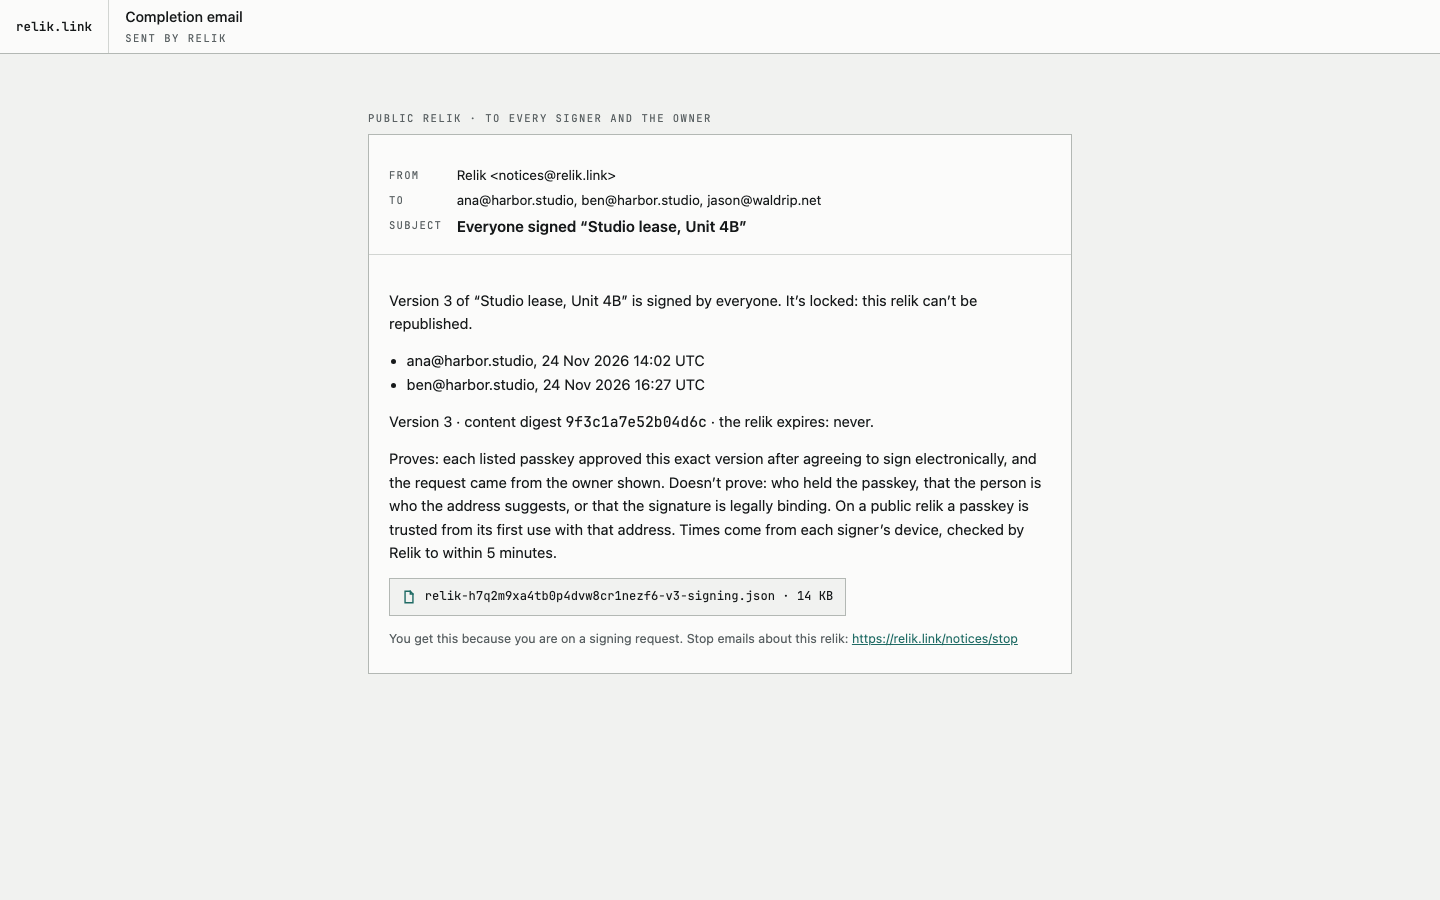 relik.link
Completion email
SENT BY RELIK
PUBLIC RELIK · TO EVERY SIGNER AND THE OWNER
FROM Relik <notices@relik.link>
TO ana@harbor.studio, ben@harbor.studio, jason@waldrip.net
SUBJECT Everyone signed “Studio lease, Unit 4B”
Version 3 of “Studio lease, Unit 4B” is signed by everyone. It’s locked: this relik can’t be
republished.
• ana@harbor.studio, 24 Nov 2026 14:02 UTC
• ben@harbor.studio, 24 Nov 2026 16:27 UTC
Version 3 · content digest 9f3c1a7e52b04d6c · the relik expires: never.
Proves: each listed passkey approved this exact version after agreeing to sign electronically, and
the request came from the owner shown. Doesn’t prove: who held the passkey, that the person is
who the address suggests, or that the signature is legally binding. On a public relik a passkey is
trusted from its first use with that address. Times come from each signer’s device, checked by
Relik to within 5 minutes.
relik-h7q2m9xa4tb0p4dvw8cr1nezf6-v3-signing.json · 14 KB
You get this because you are on a signing request. Stop emails about this relik: https://relik.link/notices/stop